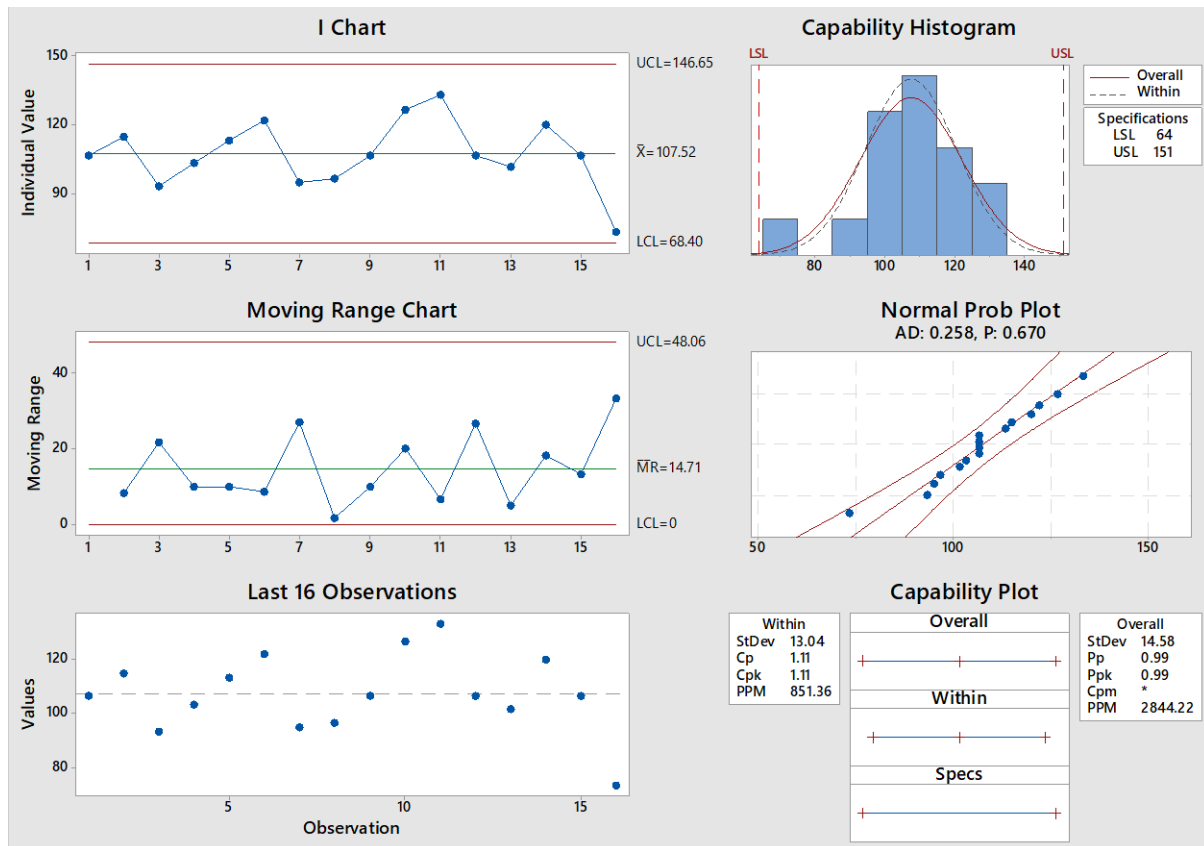 I Chart
Individual Value
150
120
90
UCL=146.65
X̄=107.52
LCL=68.40
1 3 5 7 9 11 13 15
Capability Histogram
LSL USL
Overall
Within
Specifications
LSL 64
USL 151
80 100 120 140
Moving Range Chart
Moving Range
40
20
0
UCL=48.06
M̅R̅=14.71
LCL=0
1 3 5 7 9 11 13 15
Normal Prob Plot
AD: 0.258, P: 0.670
50 100 150
Last 16 Observations
Values
120
100
80
5 10 15
Observation
Capability Plot
Within
StDev 13.04
Cp 1.11
Cpk 1.11
PPM 851.36
Overall
Within
Specs
Overall
StDev 14.58
Pp 0.99
Ppk 0.99
Cpm *
PPM 2844.22